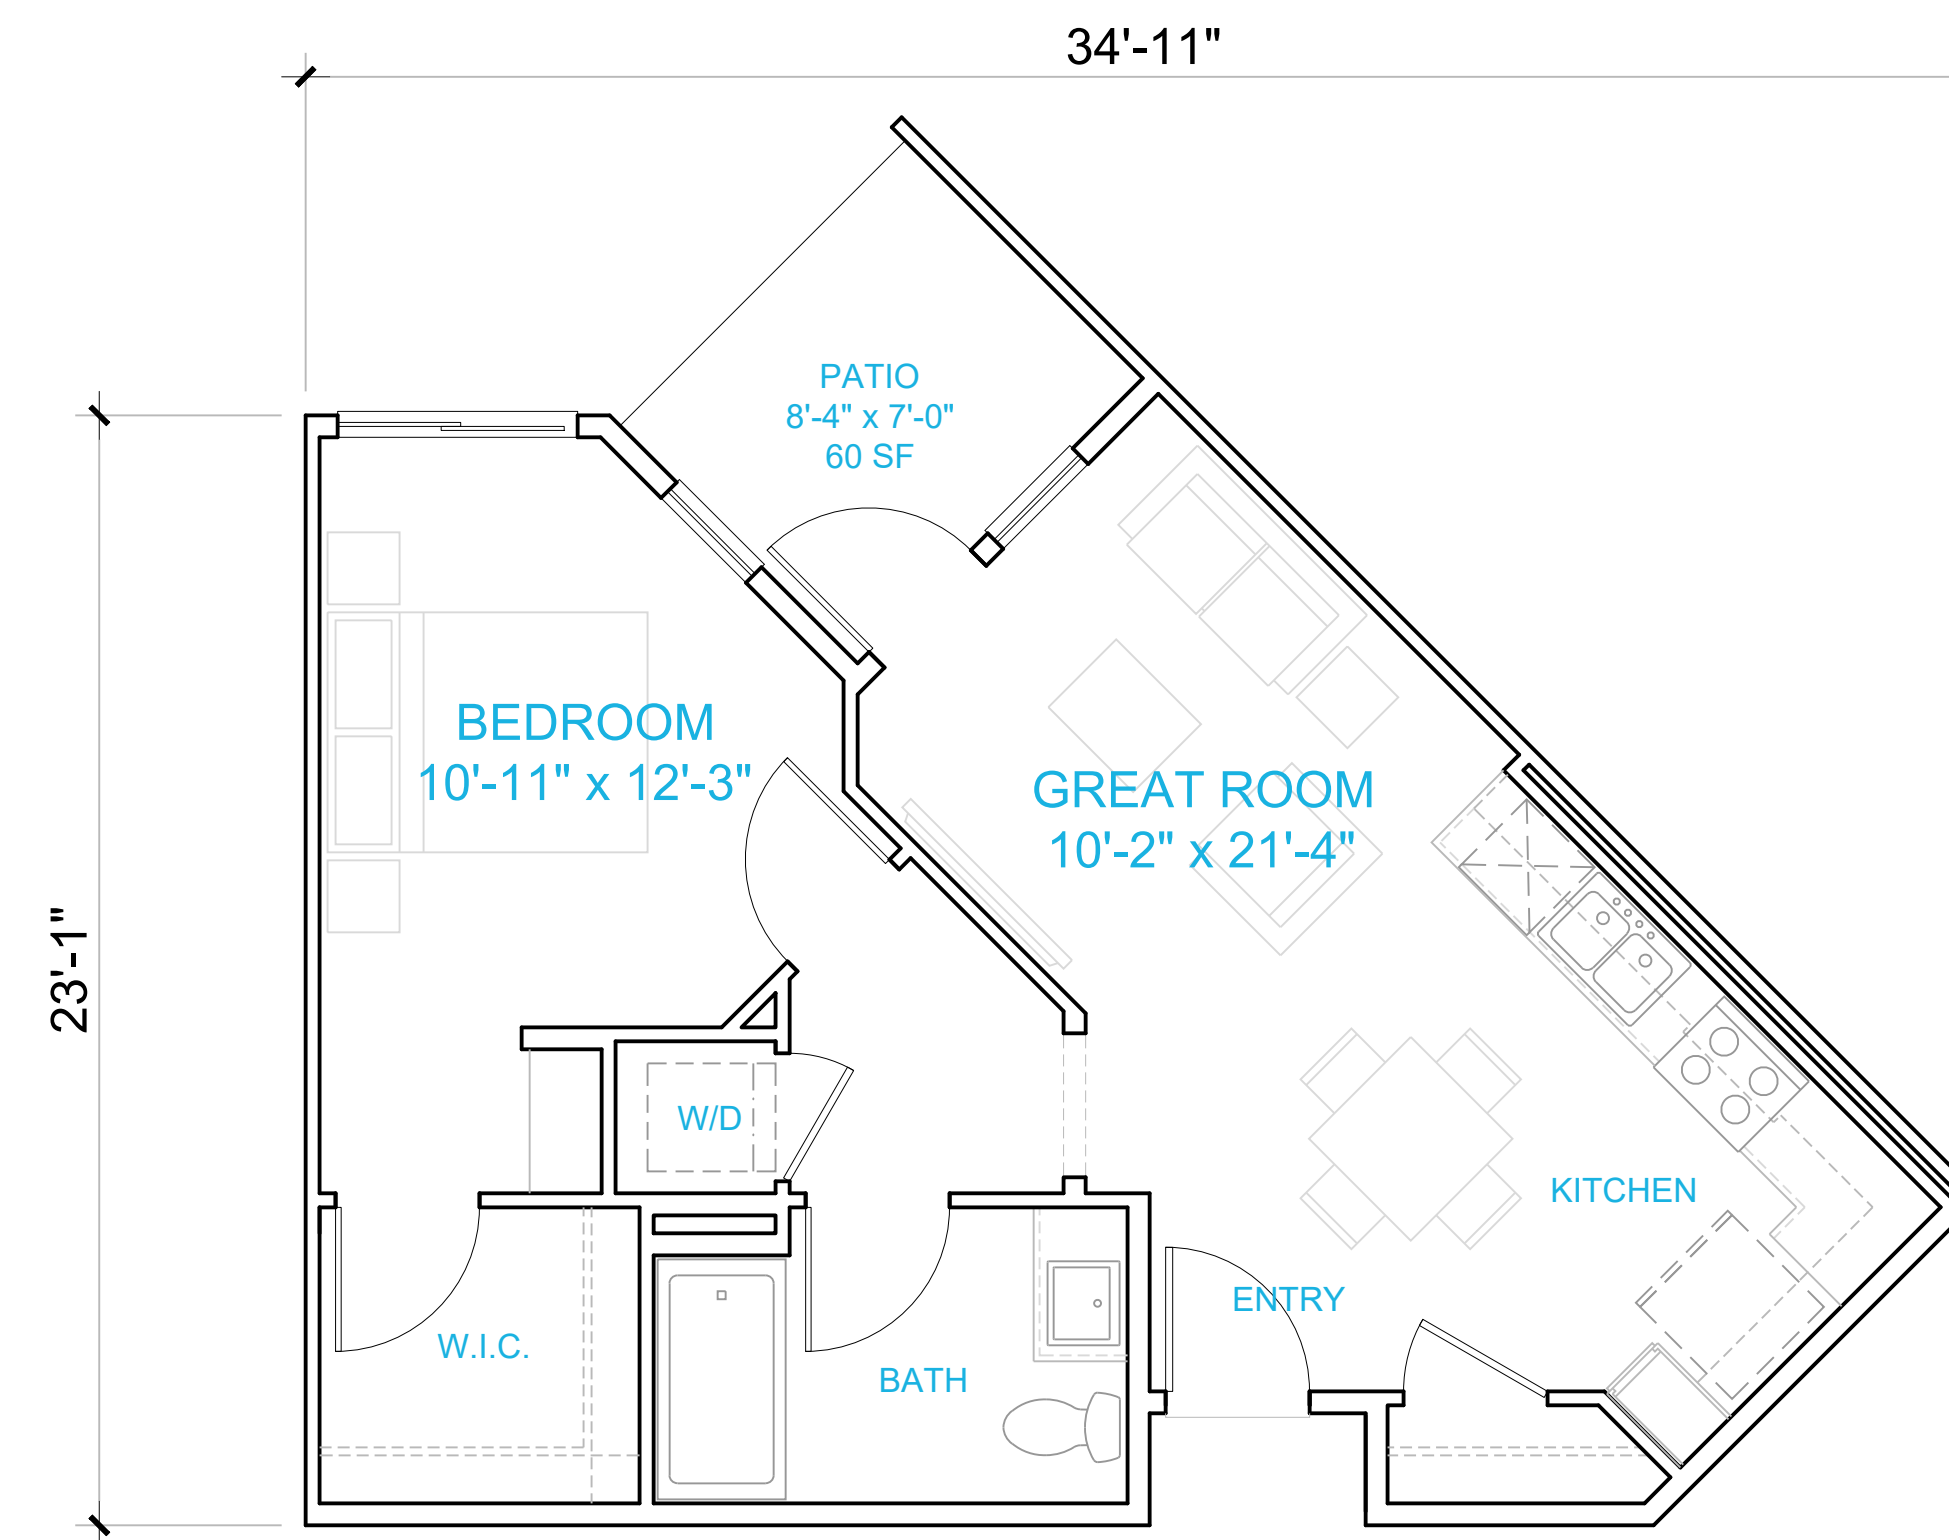 34'-11"
PATIO
8'-4" x 7'-0"
60 SF
BEDROOM
10'-11" x 12'-3"
GREAT ROOM
10'-2" x 21'-4"
23'-1"
W/D
KITCHEN
ENTRY
W.I.C.
BATH